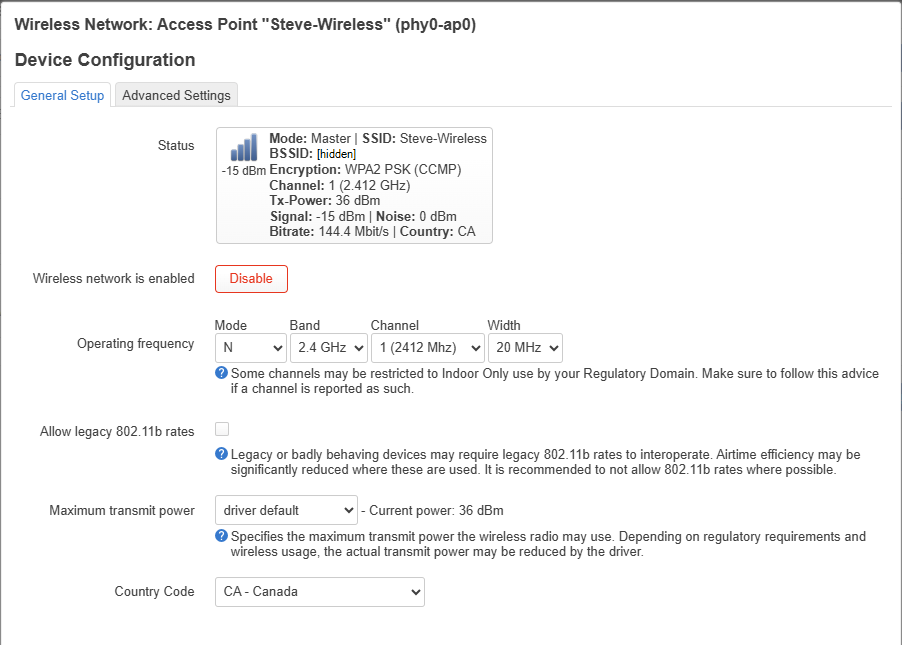 Wireless Network: Access Point "Steve-Wireless" (phy0-ap0)
Device Configuration
General Setup
Advanced Settings
Status
-15 dBm
Mode: Master | SSID: Steve-Wireless
BSSID: [hidden]
Encryption: WPA2 PSK (CCMP)
Channel: 1 (2.412 GHz)
Tx-Power: 36 dBm
Signal: -15 dBm | Noise: 0 dBm
Bitrate: 144.4 Mbit/s | Country: CA
Wireless network is enabled
Disable
Operating frequency
Mode Band Channel Width
N 2.4 GHz 1 (2412 Mhz) 20 MHz
Some channels may be restricted to Indoor Only use by your Regulatory Domain. Make sure to follow this advice
if a channel is reported as such.
Allow legacy 802.11b rates
Legacy or badly behaving devices may require legacy 802.11b rates to interoperate. Airtime efficiency may be
significantly reduced where these are used. It is recommended to not allow 802.11b rates where possible.
Maximum transmit power
driver default - Current power: 36 dBm
Specifies the maximum transmit power the wireless radio may use. Depending on regulatory requirements and
wireless usage, the actual transmit power may be reduced by the driver.
Country Code
CA - Canada